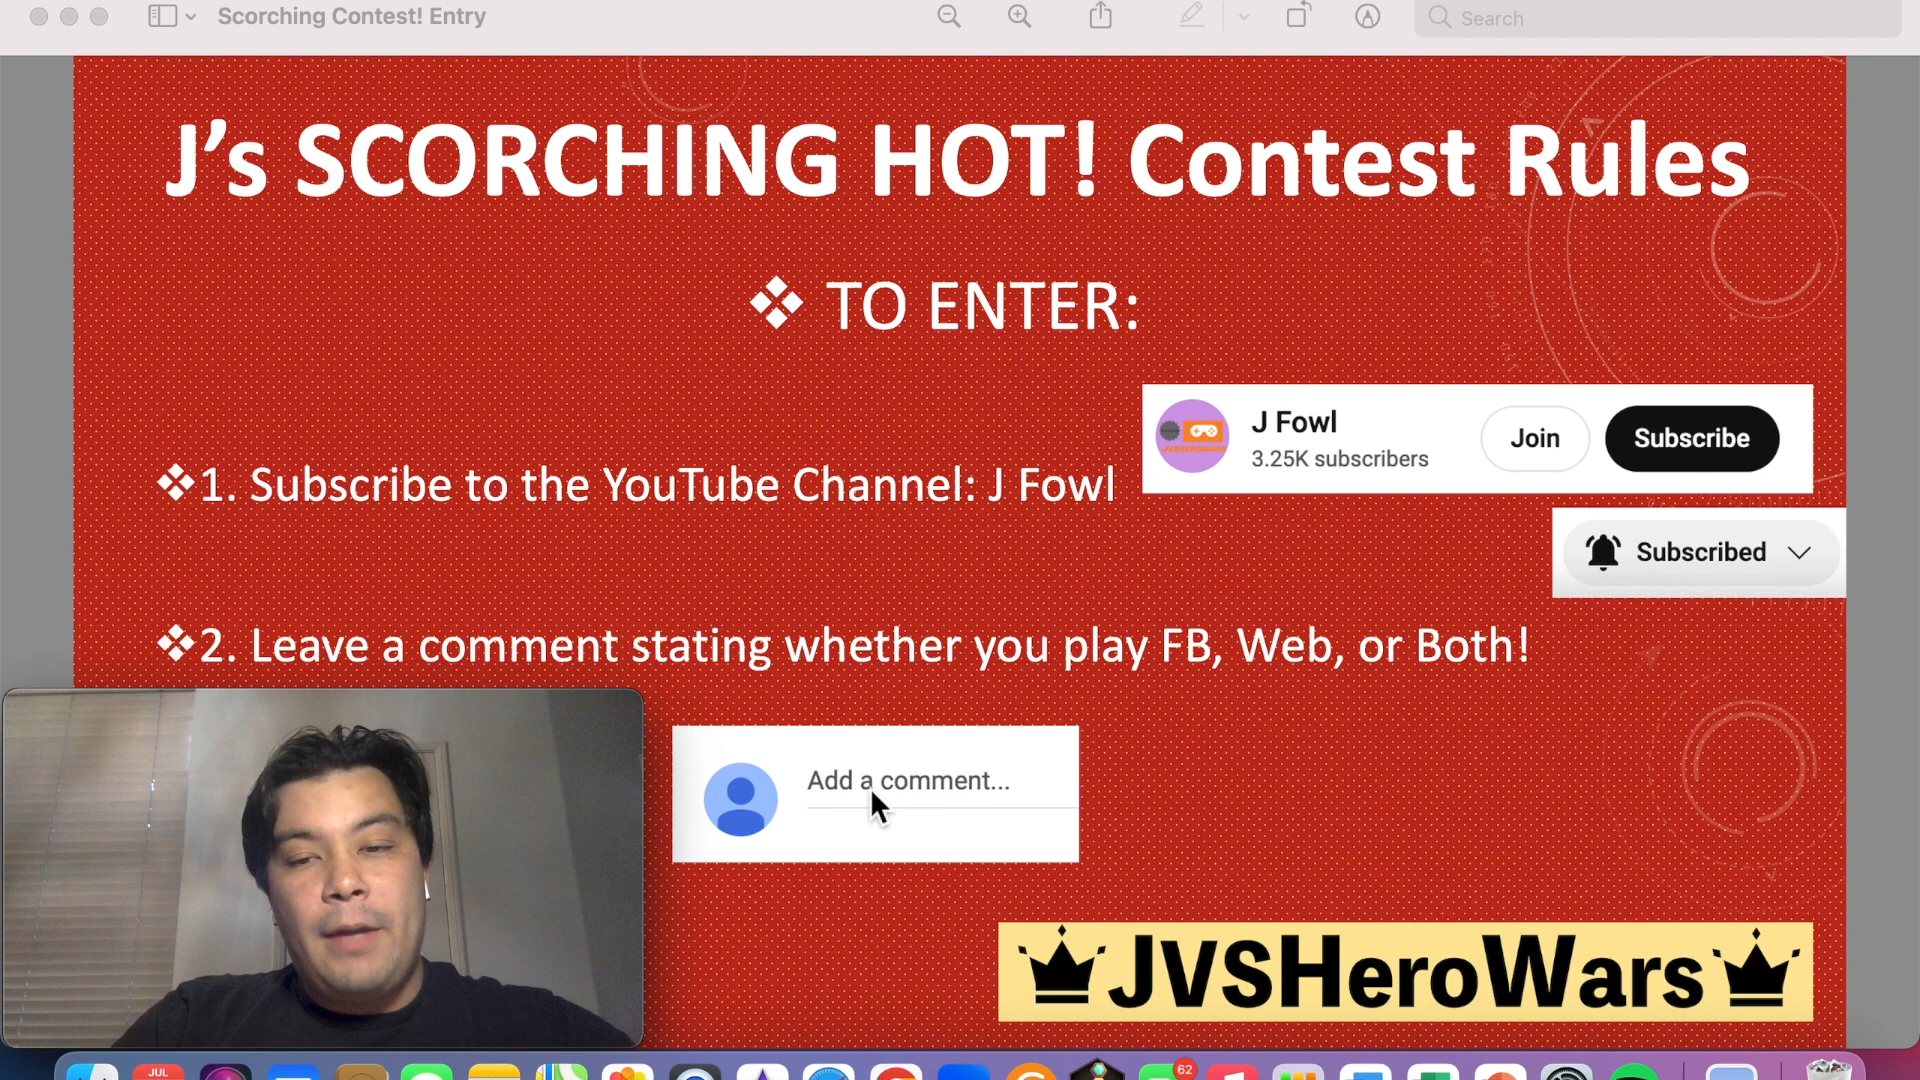 Scorching Contest! Entry
Search
J's SCORCHING HOT! Contest Rules
❖ TO ENTER:
J Fowl
3.25K subscribers
Join
Subscribe
❖1. Subscribe to the YouTube Channel: J Fowl
Subscribed
❖2. Leave a comment stating whether you play FB, Web, or Both!
Add a comment...
JVSHeroWars
JUL
62